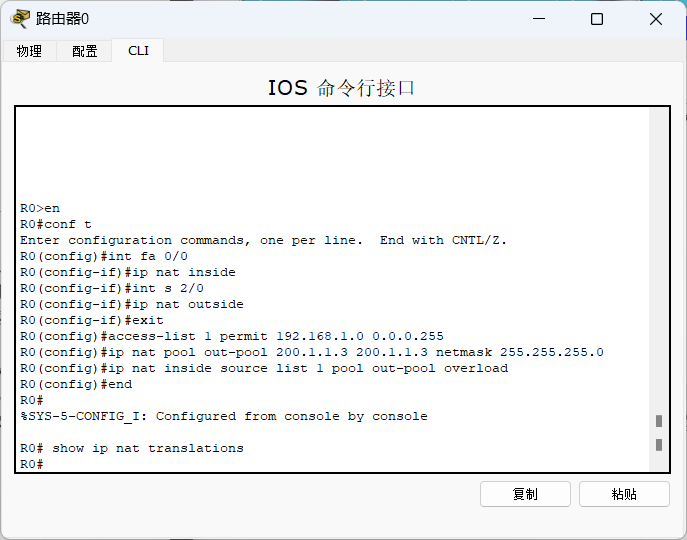 路由器0
物理 配置 CLI
IOS 命令行接口
R0>en
R0#conf t
Enter configuration commands, one per line.  End with CNTL/Z.
R0(config)#int fa 0/0
R0(config-if)#ip nat inside
R0(config-if)#int s 2/0
R0(config-if)#ip nat outside
R0(config-if)#exit
R0(config)#access-list 1 permit 192.168.1.0 0.0.0.255
R0(config)#ip nat pool out-pool 200.1.1.3 200.1.1.3 netmask 255.255.255.0
R0(config)#ip nat inside source list 1 pool out-pool overload
R0(config)#end
R0#
%SYS-5-CONFIG_I: Configured from console by console
R0# show ip nat translations
R0#
复制 粘贴